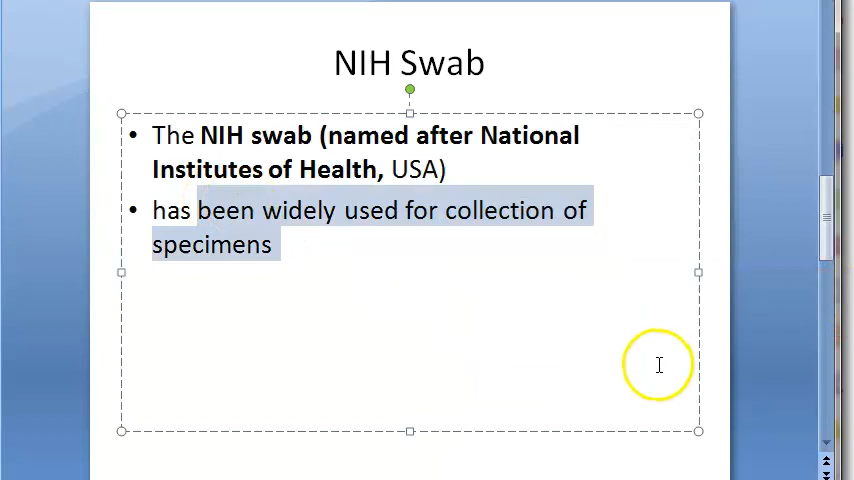 NIH Swab
• The NIH swab (named after National
Institutes of Health, USA)
• has been widely used for collection of
specimens